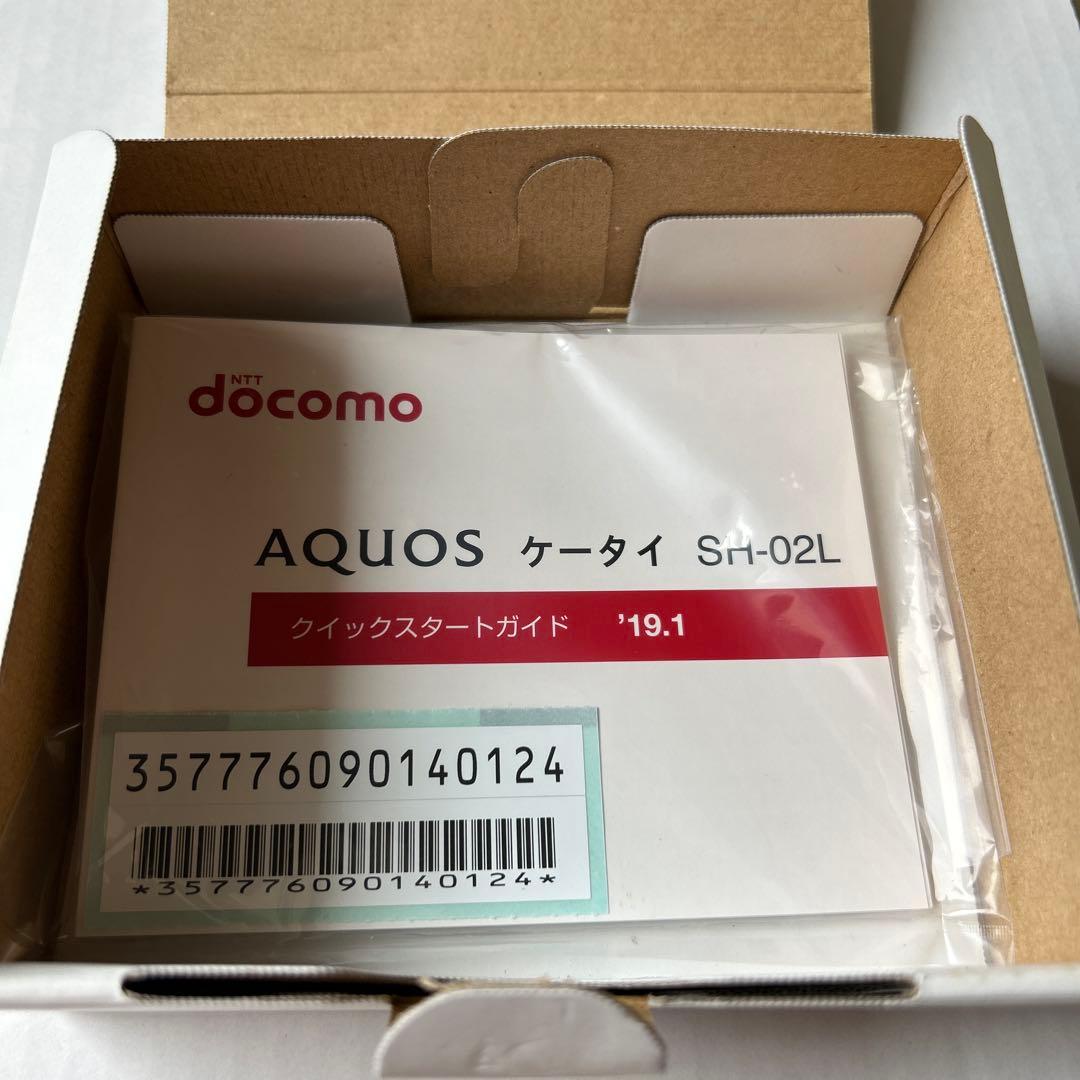 NTT
docomo
AQUOS ケータイ SH-02L
クイックスタートガイド '19.1
357776090140124
*357776090140124*